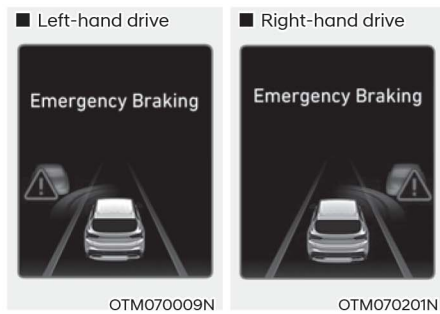 ■ Left-hand drive
Emergency Braking
OTM070009N
■ Right-hand drive
Emergency Braking
OTM070201N